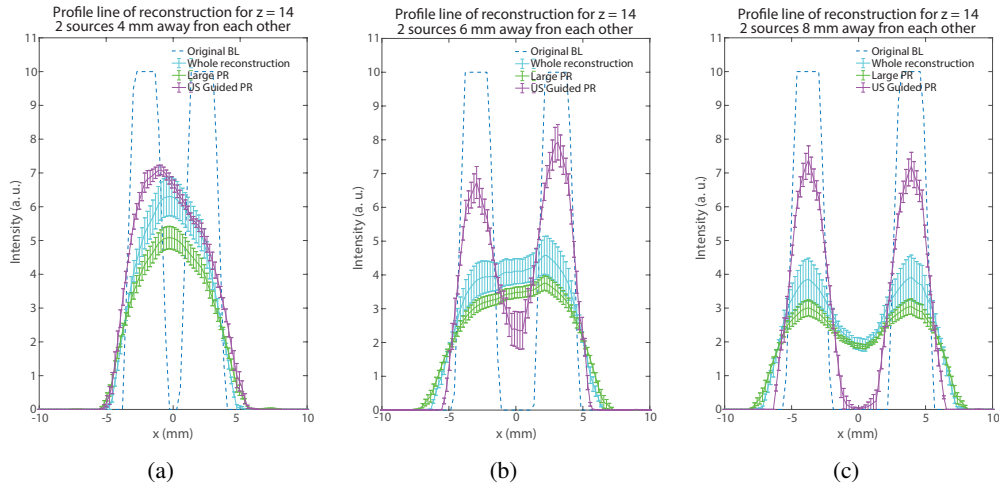 Profile line of reconstruction for z = 14
2 sources 4 mm away fron each other
11
10
9
8
7
6
5
4
3
2
1
0
Intensity (a. u.)
Original BL
Whole reconstruction
Large PR
US Guided PR
-10
-5
0
5
10
x (mm)
(a)
Profile line of reconstruction for z = 14
2 sources 6 mm away fron each other
11
10
9
8
7
6
5
4
3
2
1
0
Intensity (a. u.)
Original BL
Whole reconstruction
Large PR
US Guided PR
-10
-5
0
5
10
x (mm)
(b)
Profile line of reconstruction for z = 14
2 sources 8 mm away fron each other
11
10
9
8
7
6
5
4
3
2
1
0
Intensity (a. u.)
Original BL
Whole reconstruction
Large PR
US Guided PR
-10
-5
0
5
10
x (mm)
(c)